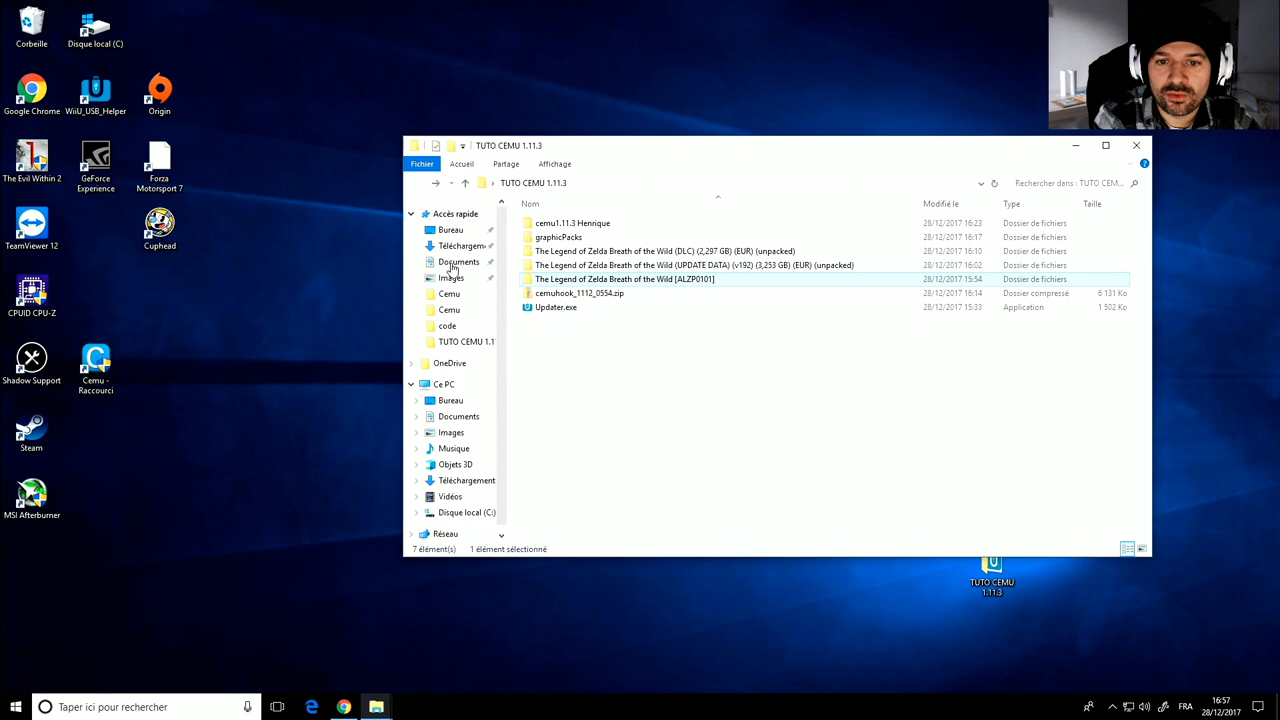 Corbeille
Disque local (C)
Google Chrome
WiiU_USB_Helper
Origin
The Evil Within 2
GeForce
Experience
Forza
Motorsport 7
TeamViewer 12
Cuphead
CPUID CPU-Z
Shadow Support
Cemu -
Raccourci
Steam
MSI Afterburner
TUTO CEMU 1.11.3
Fichier
Accueil
Partage
Affichage
TUTO CEMU 1.11.3
Rechercher dans : TUTO CEM...
Nom
Modifié le
Type
Taille
cemu1.11.3 Henrique
28/12/2017 16:23
Dossier de fichiers
graphicPacks
28/12/2017 16:17
Dossier de fichiers
The Legend of Zelda Breath of the Wild (DLC) (2,297 GB) (EUR) (unpacked)
28/12/2017 16:10
Dossier de fichiers
The Legend of Zelda Breath of the Wild (UPDATE DATA) (v192) (3,253 GB) (EUR) (unpacked)
28/12/2017 16:02
Dossier de fichiers
The Legend of Zelda Breath of the Wild [ALZP0101]
28/12/2017 15:54
Dossier de fichiers
cemuhook_1112_0554.zip
28/12/2017 16:14
Dossier compressé
6 131 Ko
Updater.exe
28/12/2017 15:33
Application
1 502 Ko
Accès rapide
Bureau
Téléchargem
Documents
Images
Cemu
Cemu
code
TUTO CEMU 1.1
OneDrive
Ce PC
Bureau
Documents
Images
Musique
Objets 3D
Téléchargement
Vidéos
Disque local (C:)
Réseau
7 élément(s)
1 élément sélectionné
TUTO CEMU
1.11.3
Taper ici pour rechercher
FRA
16:57
28/12/2017